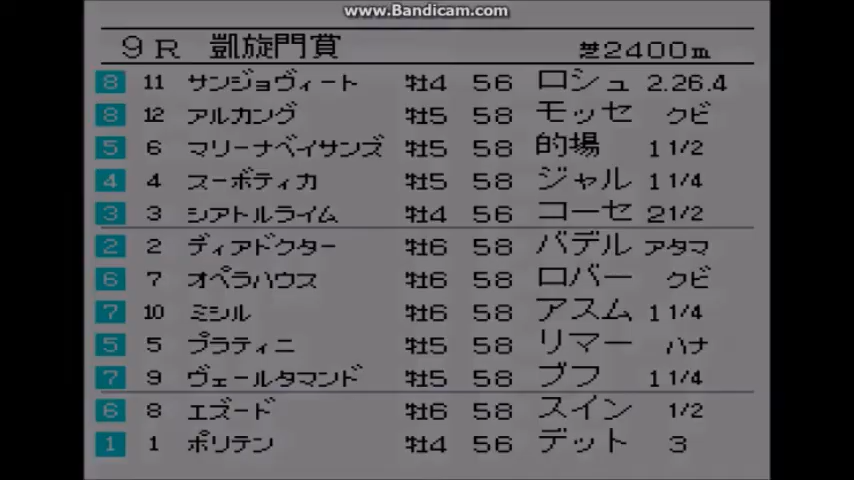 www.Bandicam.com
9R 凱旋門賞 芝2400m
8 11 サンジョヴィート 牡4 56 ロシュ 2.26.4
8 12 アルカング 牡5 58 モッセ クビ
5 6 マリーナベイサンズ 牡5 58 的場 1 1/2
4 4 スーボティカ 牡5 58 ジャル 1 1/4
3 3 シアトルライム 牡4 56 コーセ 2 1/2
2 2 ディアドクター 牡6 58 バデル アタマ
6 7 オペラハウス 牡6 58 ロバー クビ
7 10 ミシル 牡6 58 アスム 1 1/4
5 5 プラティニ 牡5 58 リマー ハナ
7 9 ヴェールタマンド 牡5 58 ブフ 1 1/4
6 8 エズード 牡6 58 スイン 1/2
1 1 ポリテン 牡4 56 デット 3